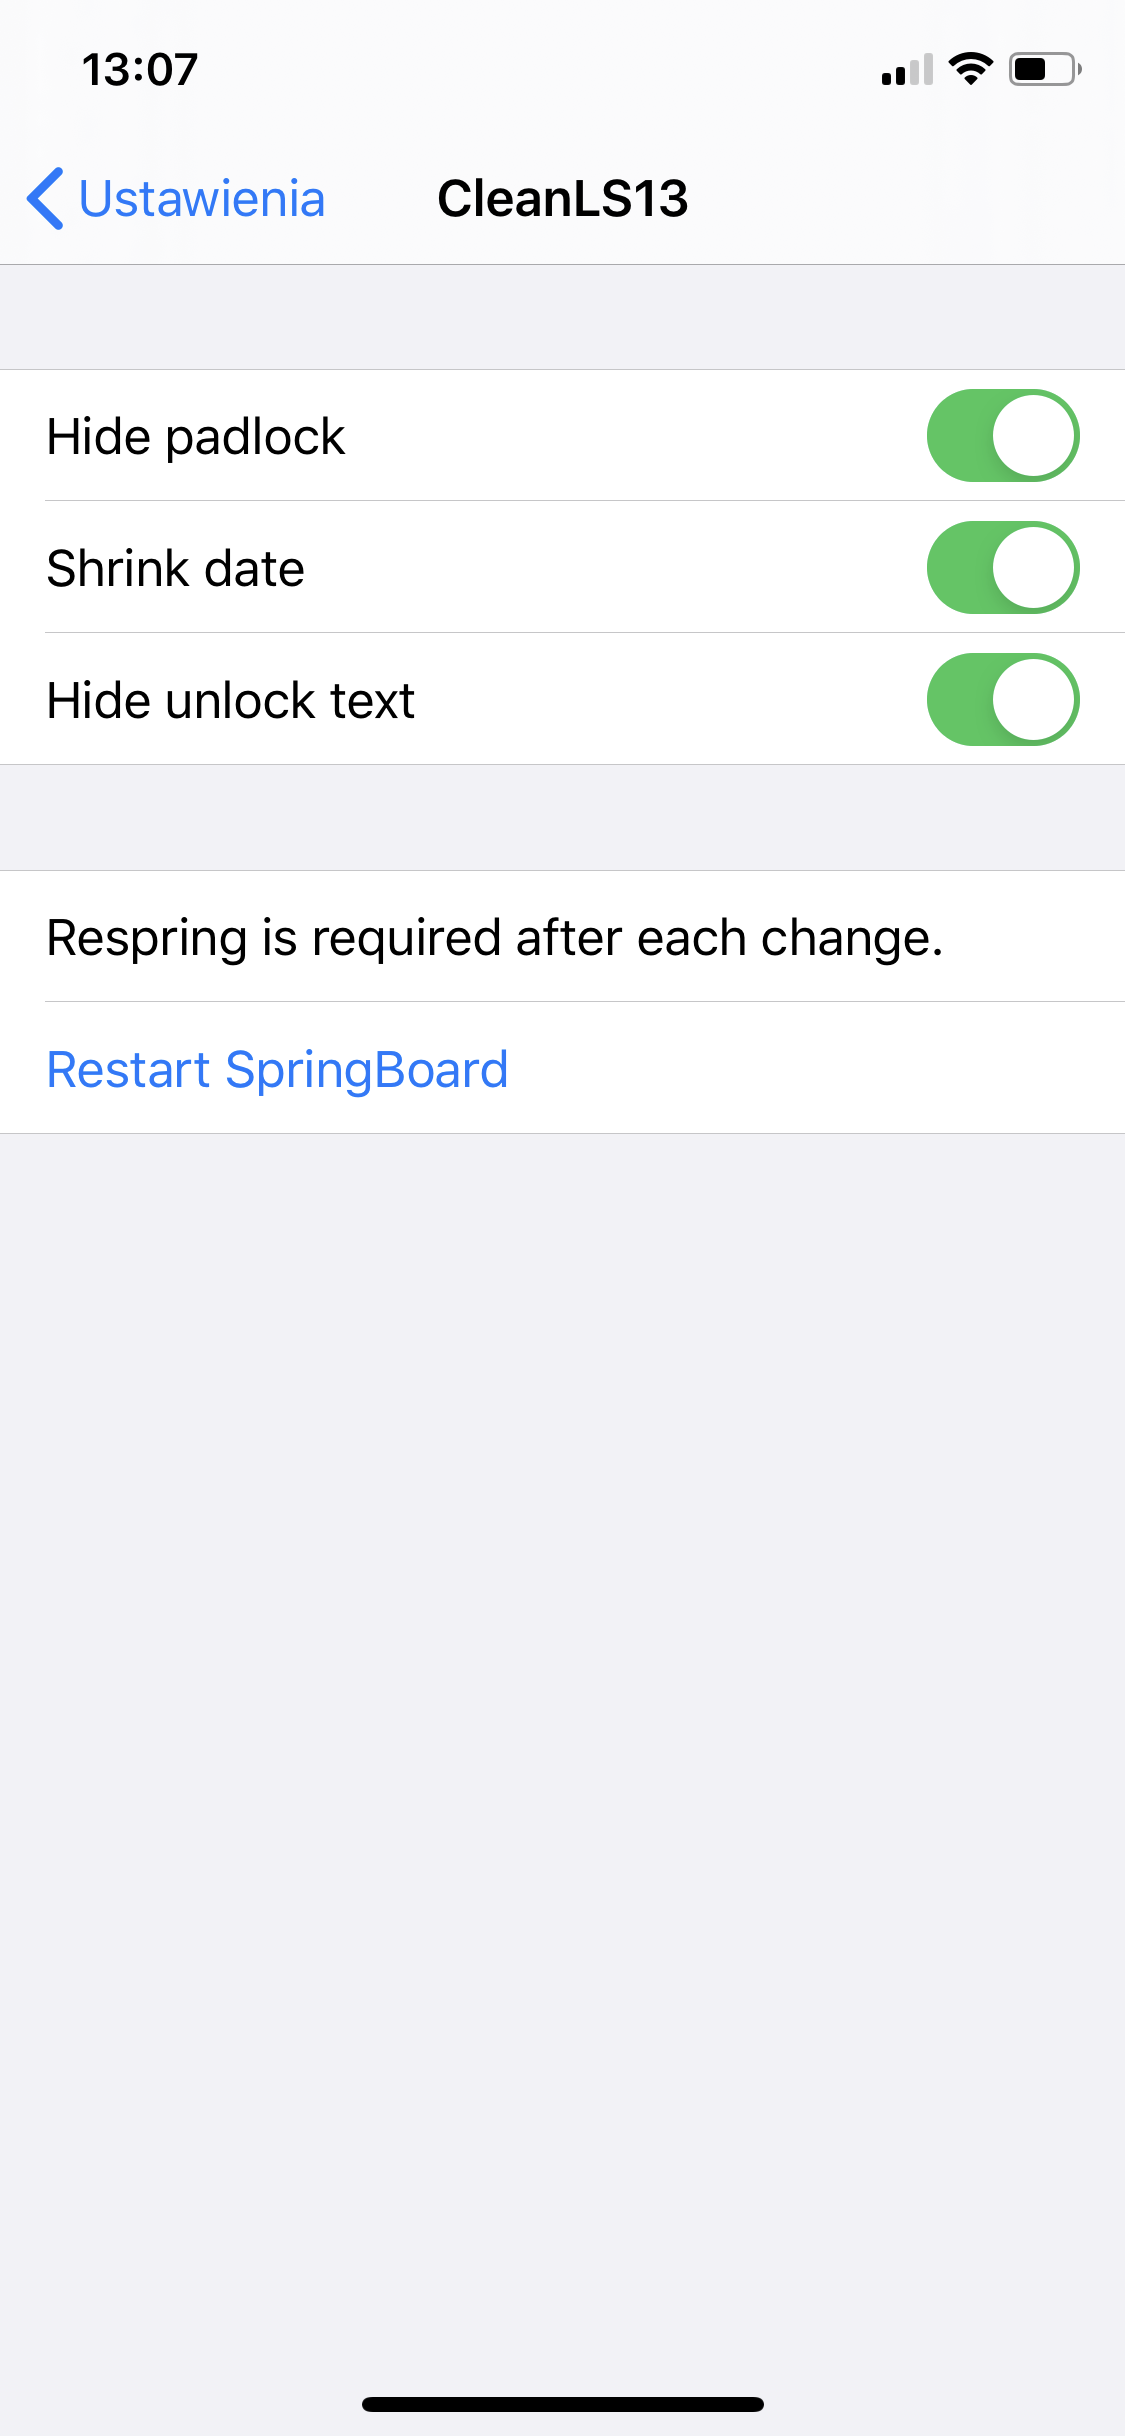 13:07
Ustawienia
CleanLS13
Hide padlock
Shrink date
Hide unlock text
Respring is required after each change.
Restart SpringBoard